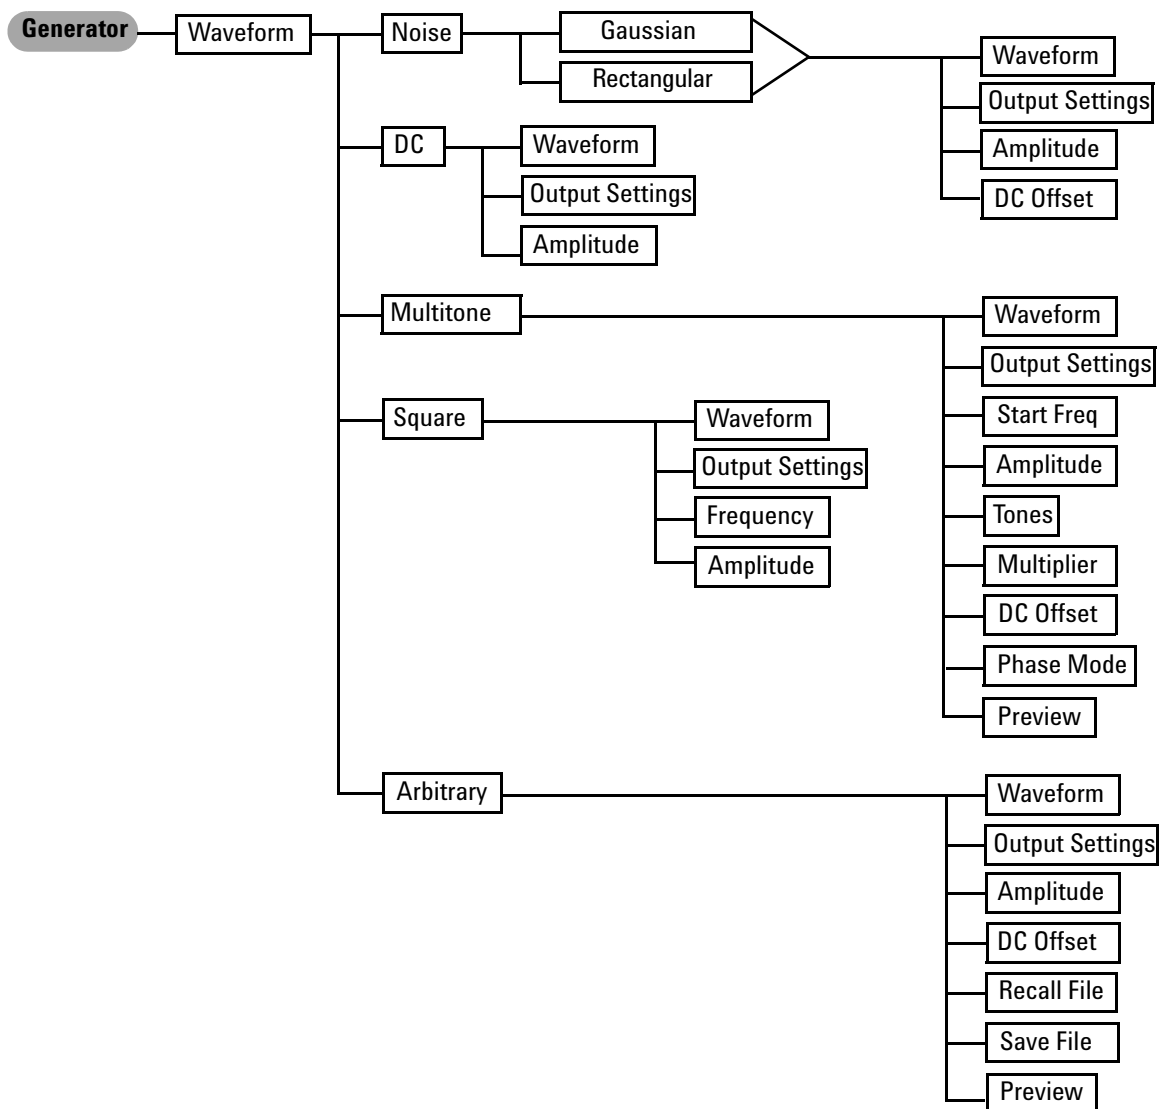 Generator
Waveform
Noise
Gaussian
Rectangular
Waveform
Output Settings
Amplitude
DC Offset
DC
Waveform
Output Settings
Amplitude
Multitone
Waveform
Output Settings
Start Freq
Amplitude
Tones
Multiplier
DC Offset
Phase Mode
Preview
Square
Waveform
Output Settings
Frequency
Amplitude
Arbitrary
Waveform
Output Settings
Amplitude
DC Offset
Recall File
Save File
Preview